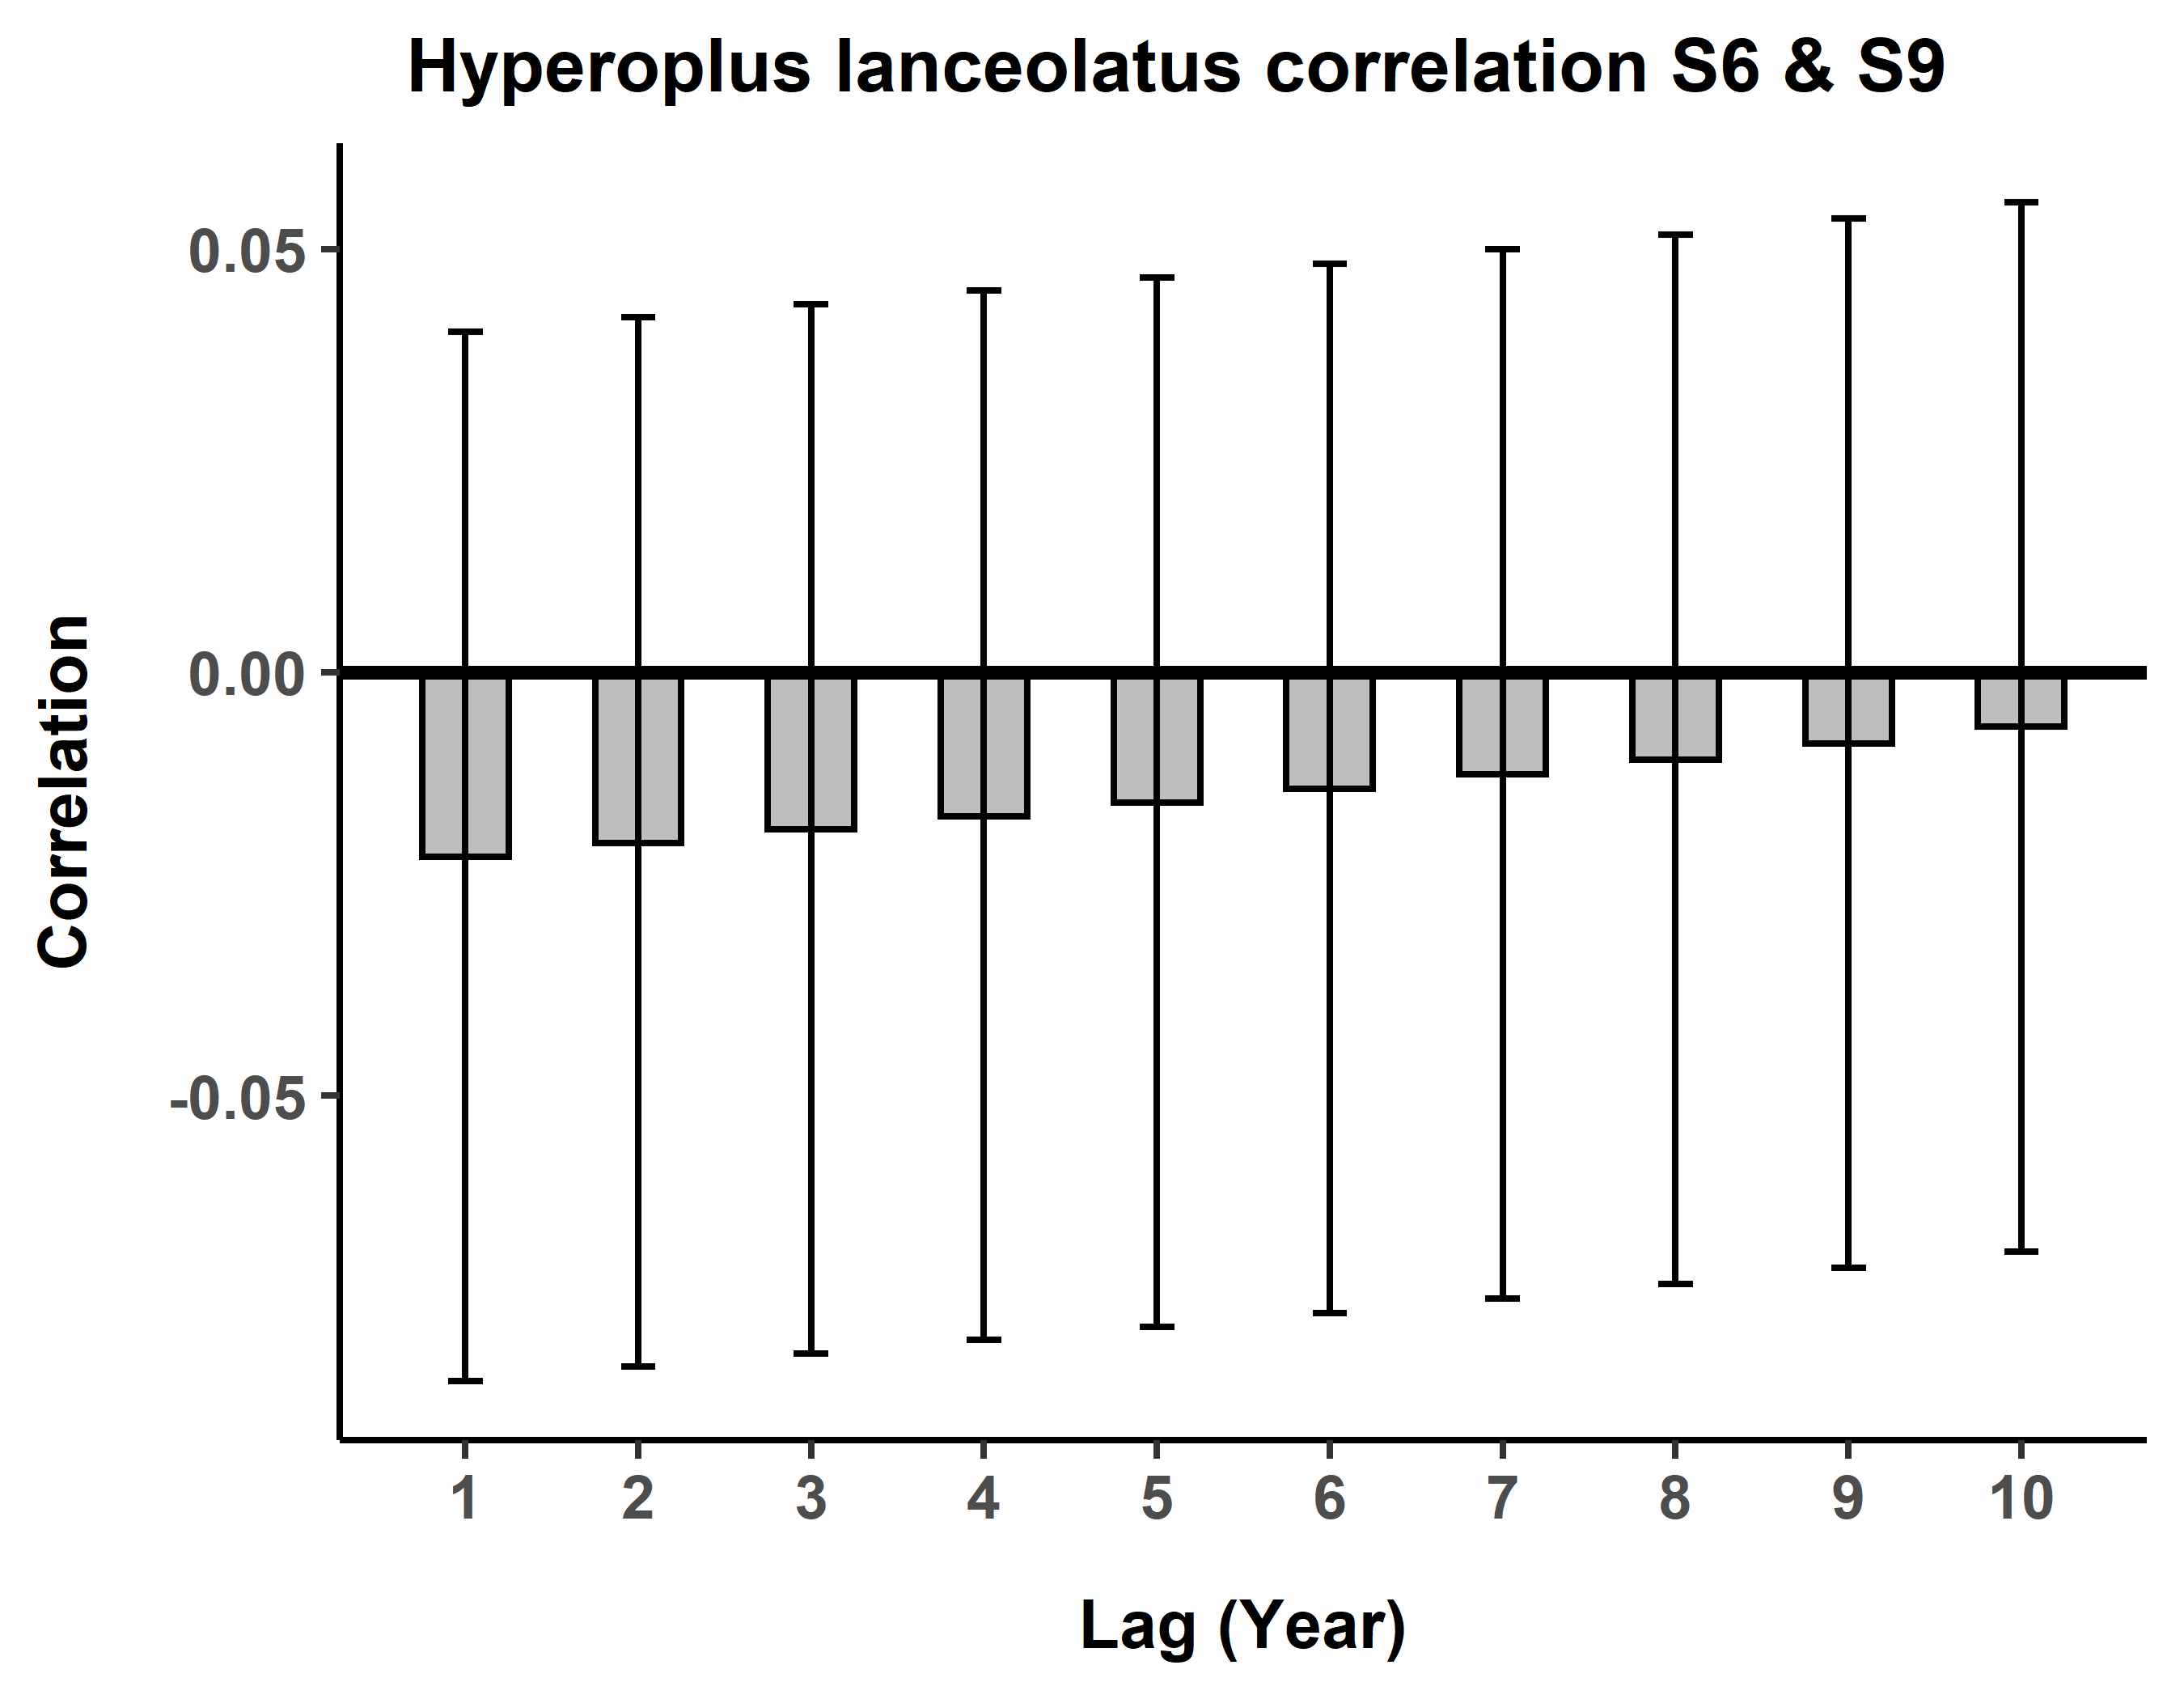 Hyperoplus lanceolatus correlation S6 & S9
Correlation
0.05
0.00
-0.05
1 2 3 4 5 6 7 8 9 10
Lag (Year)